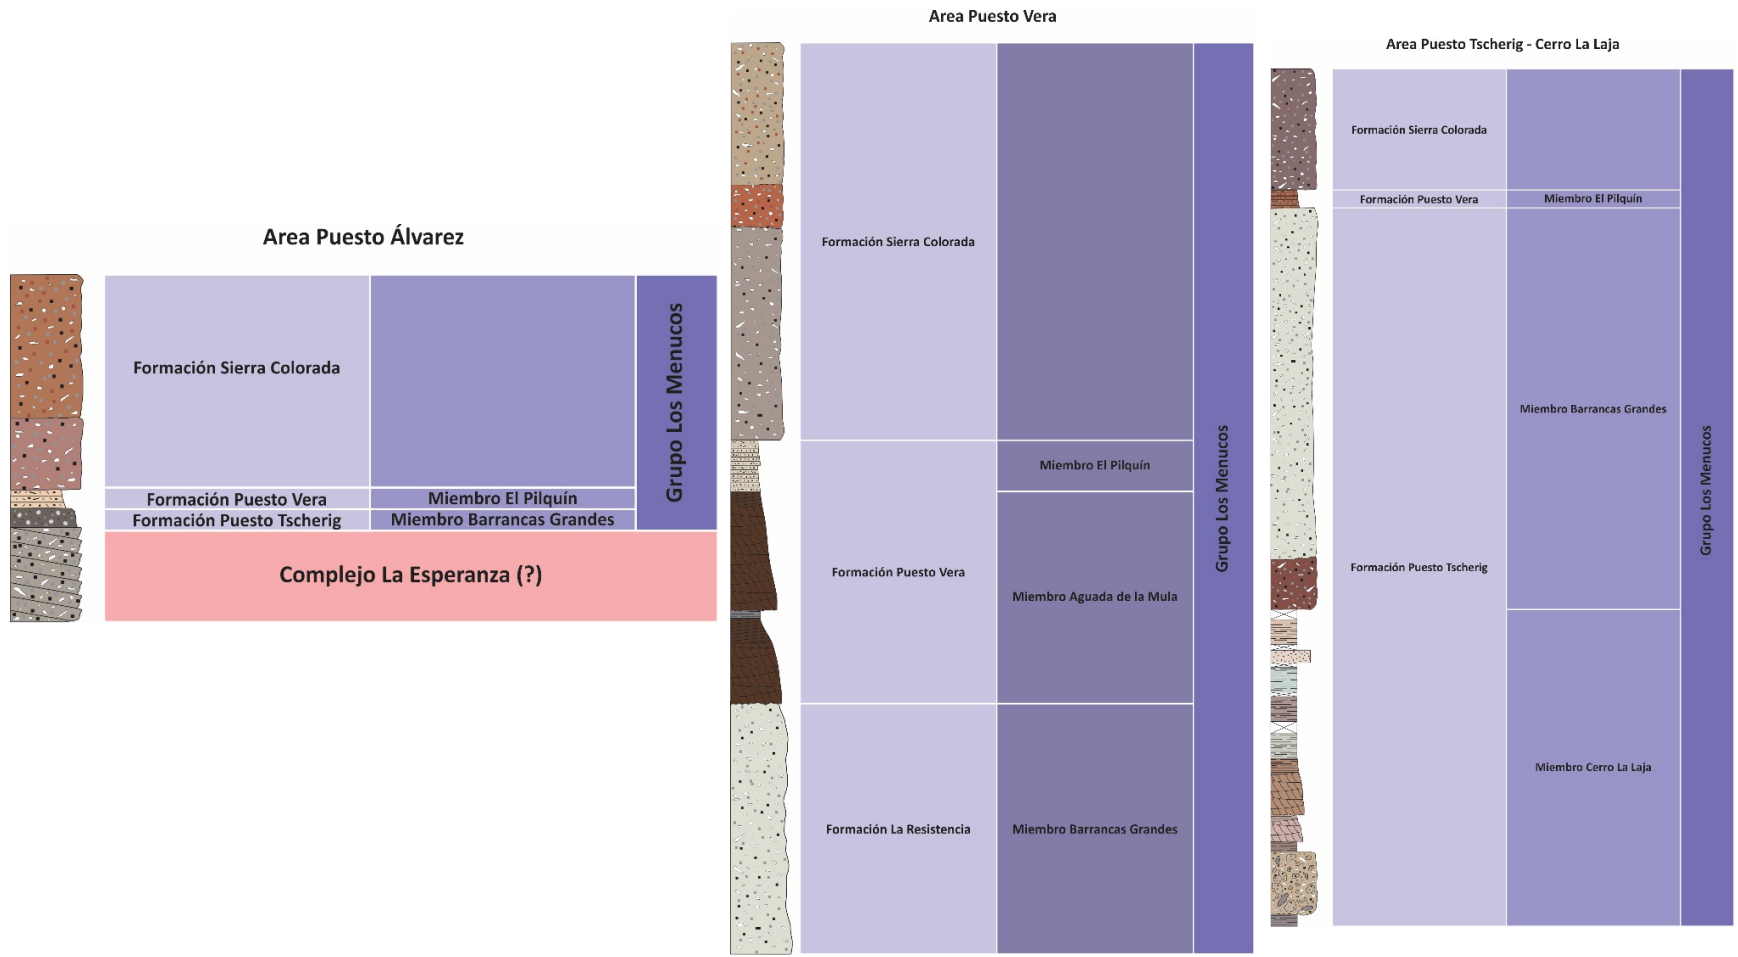 Area Puesto Álvarez
Formación Sierra Colorada
Grupo Los Menucos
Formación Puesto Vera
Miembro El Pilquín
Formación Puesto Tscherig
Miembro Barrancas Grandes
Complejo La Esperanza (?)
Area Puesto Vera
Formación Sierra Colorada
Miembro El Pilquín
Grupo Los Menucos
Formación Puesto Vera
Miembro Aguada de la Mula
Formación La Resistencia
Miembro Barrancas Grandes
Area Puesto Tscherig - Cerro La Laja
Formación Sierra Colorada
Formación Puesto Vera
Miembro El Pilquín
Miembro Barrancas Grandes
Grupo Los Menucos
Formación Puesto Tscherig
Miembro Cerro La Laja